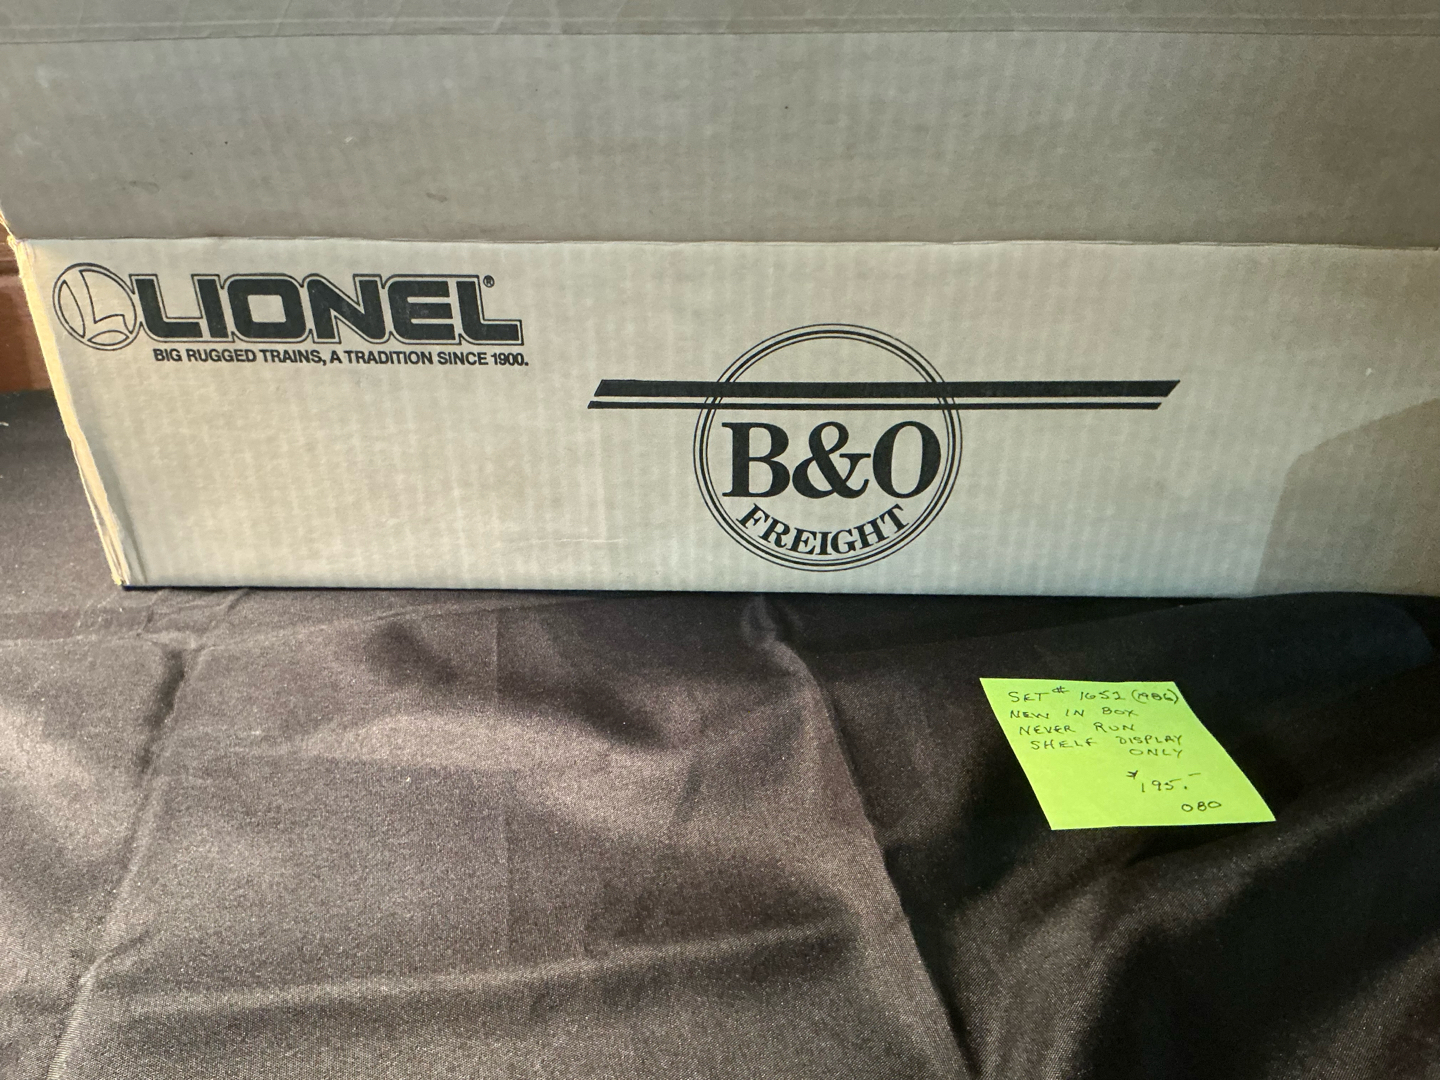 LIONEL®
BIG RUGGED TRAINS, A TRADITION SINCE 1900.
B&O
FREIGHT
SET # 1652 (1986)
NEW IN BOX
NEVER RUN
SHELF DISPLAY
ONLY
$195.-
OBO